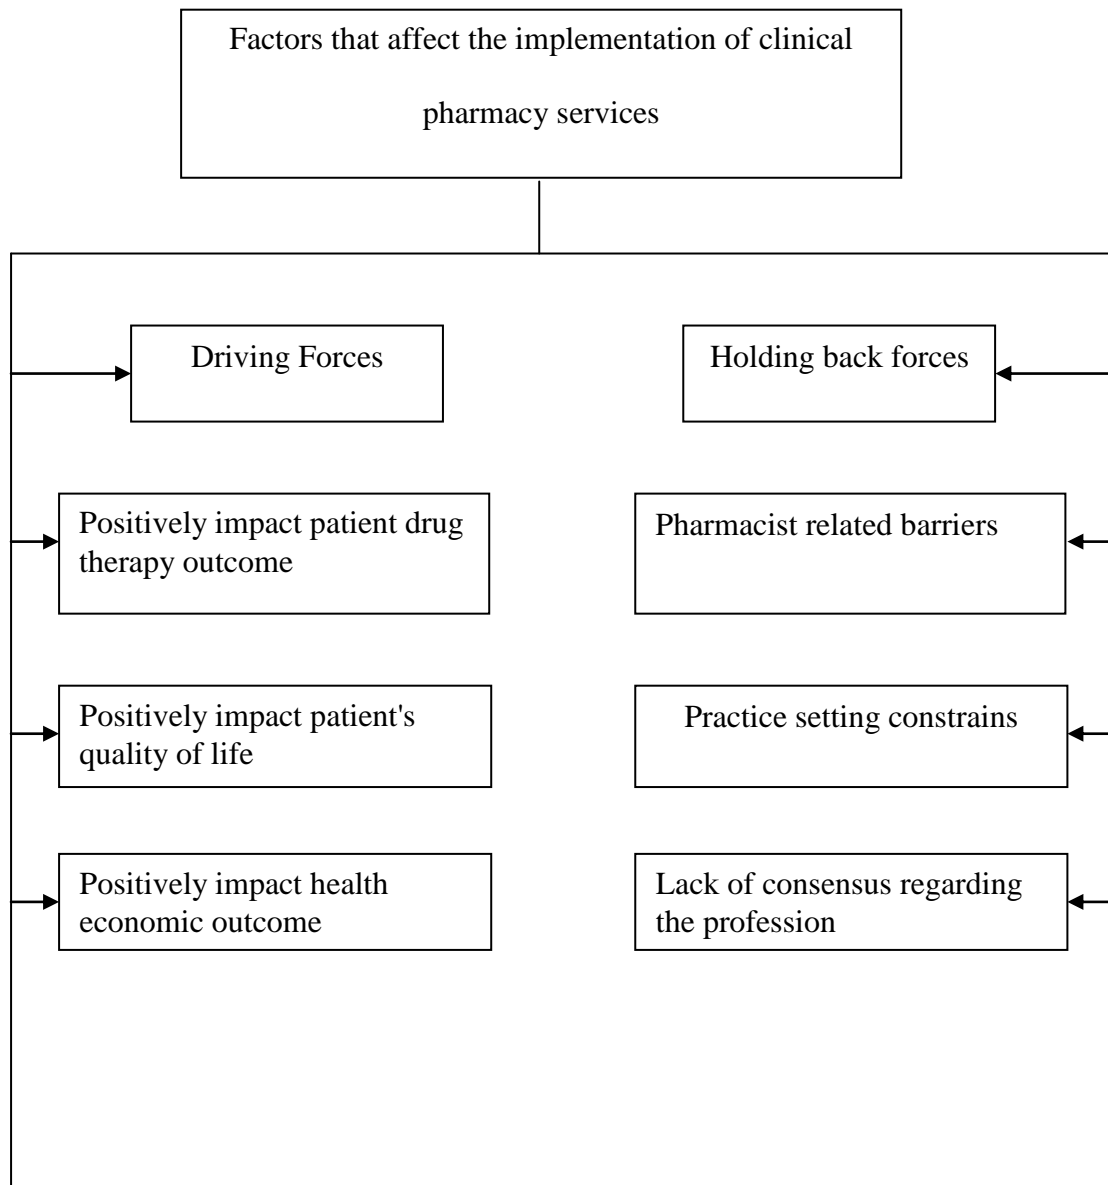 Factors that affect the implementation of clinical
pharmacy services
Driving Forces
Holding back forces
Positively impact patient drug
therapy outcome
Pharmacist related barriers
Positively impact patient's
quality of life
Practice setting constrains
Positively impact health
economic outcome
Lack of consensus regarding
the profession